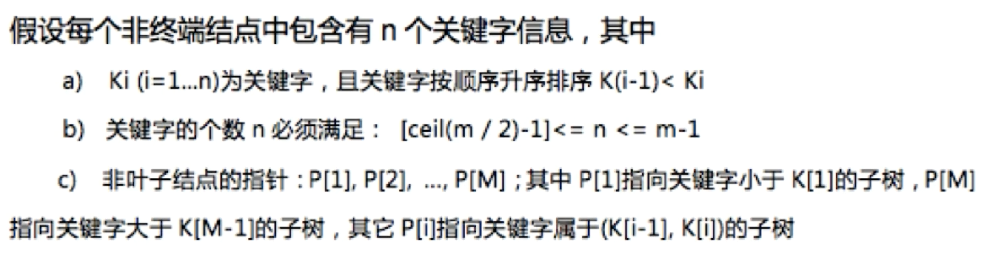 假设每个非终端结点中包含有 n 个关键字信息，其中
a) Ki (i=1...n)为关键字，且关键字按顺序升序排序 K(i-1)< Ki
b) 关键字的个数 n 必须满足： [ceil(m / 2)-1]<= n <= m-1
c) 非叶子结点的指针：P[1], P[2], ..., P[M]；其中 P[1]指向关键字小于 K[1]的子树，P[M]
指向关键字大于 K[M-1]的子树，其它 P[i]指向关键字属于(K[i-1], K[i])的子树